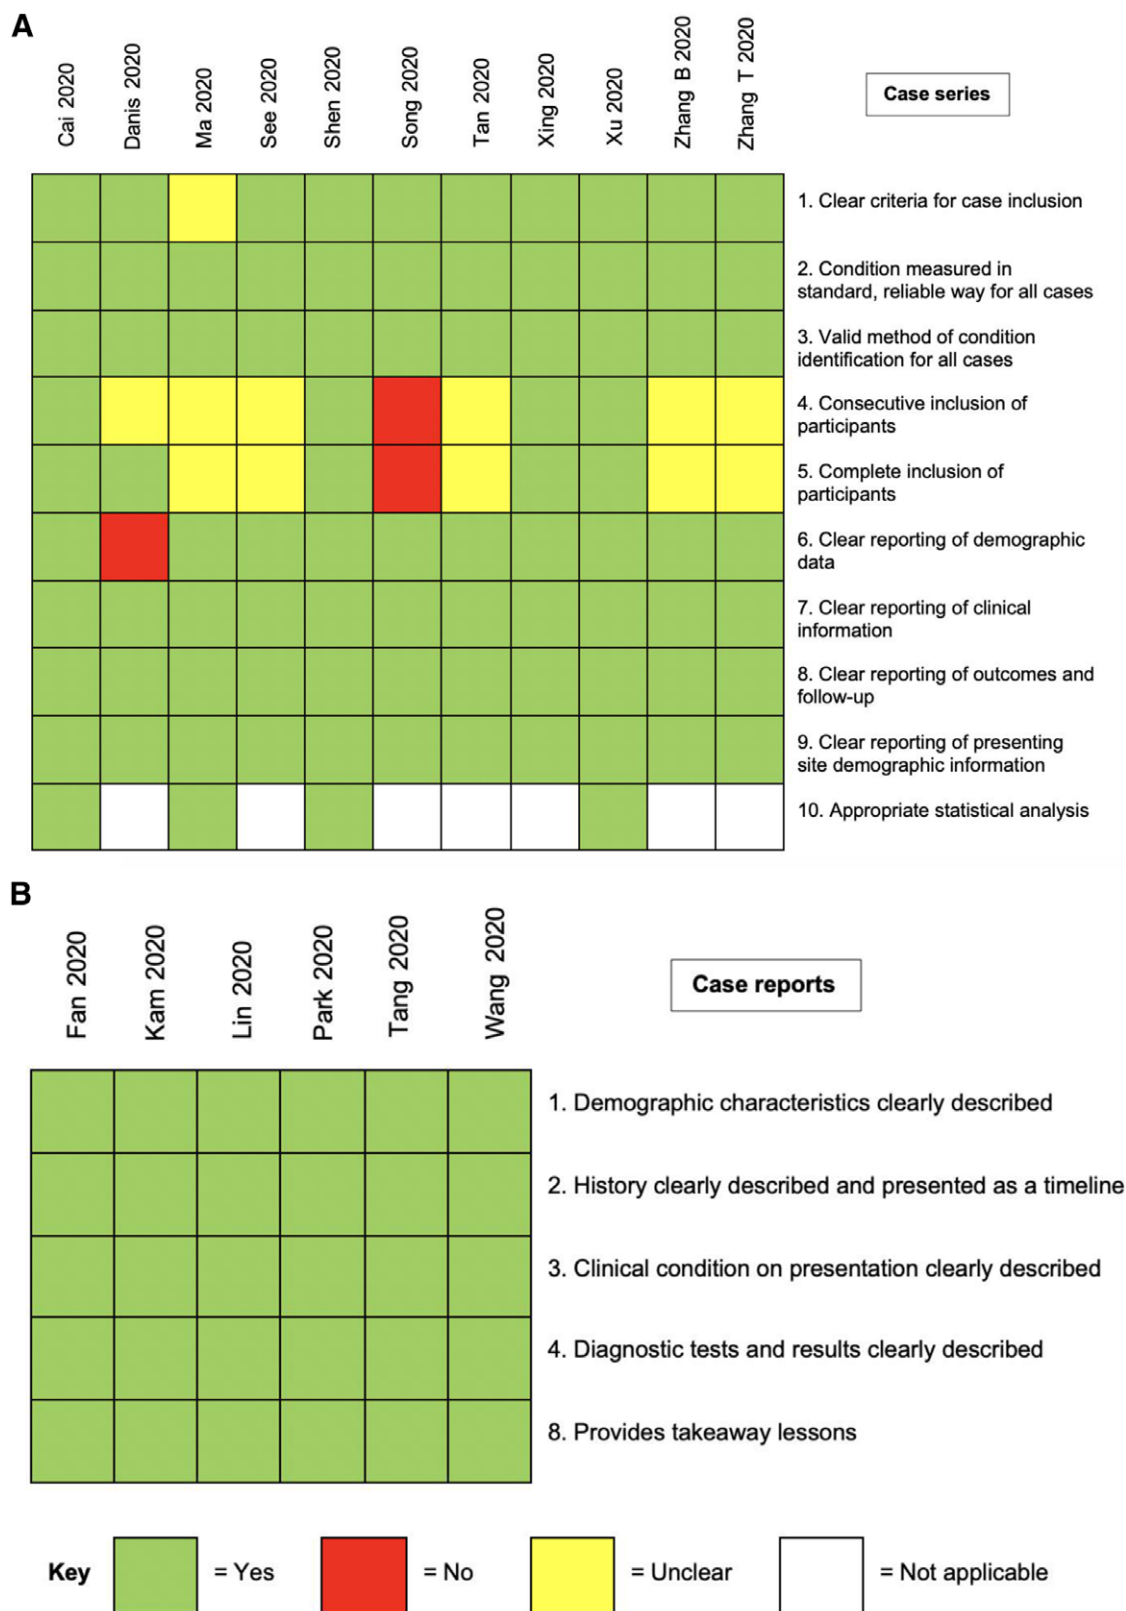 A
Cai 2020
Danis 2020
Ma 2020
See 2020
Shen 2020
Song 2020
Tan 2020
Xing 2020
Xu 2020
Zhang B 2020
Zhang T 2020
Case series
1. Clear criteria for case inclusion
2. Condition measured in
standard, reliable way for all cases
3. Valid method of condition
identification for all cases
4. Consecutive inclusion of
participants
5. Complete inclusion of
participants
6. Clear reporting of demographic
data
7. Clear reporting of clinical
information
8. Clear reporting of outcomes and
follow-up
9. Clear reporting of presenting
site demographic information
10. Appropriate statistical analysis
B
Fan 2020
Kam 2020
Lin 2020
Park 2020
Tang 2020
Wang 2020
Case reports
1. Demographic characteristics clearly described
2. History clearly described and presented as a timeline
3. Clinical condition on presentation clearly described
4. Diagnostic tests and results clearly described
8. Provides takeaway lessons
Key
= Yes
= No
= Unclear
= Not applicable